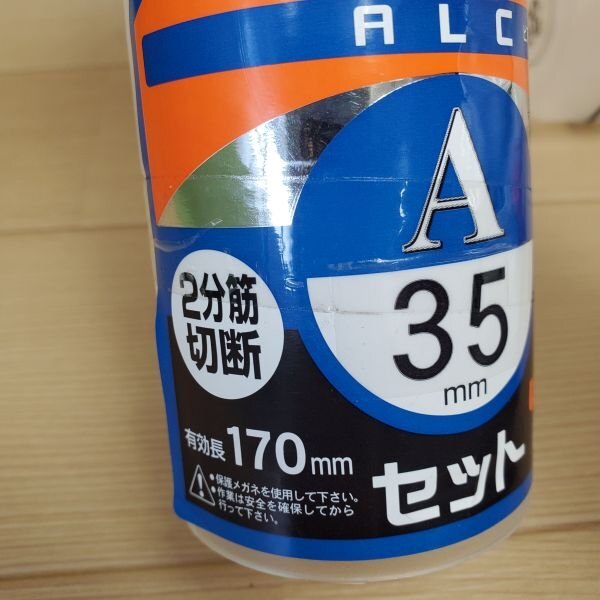 ALC
A
35
mm
2分筋
切断
有効長170mm
セット
•保護メガネを使用して下さい。
•作業は安全を確保してから
行って下さい。